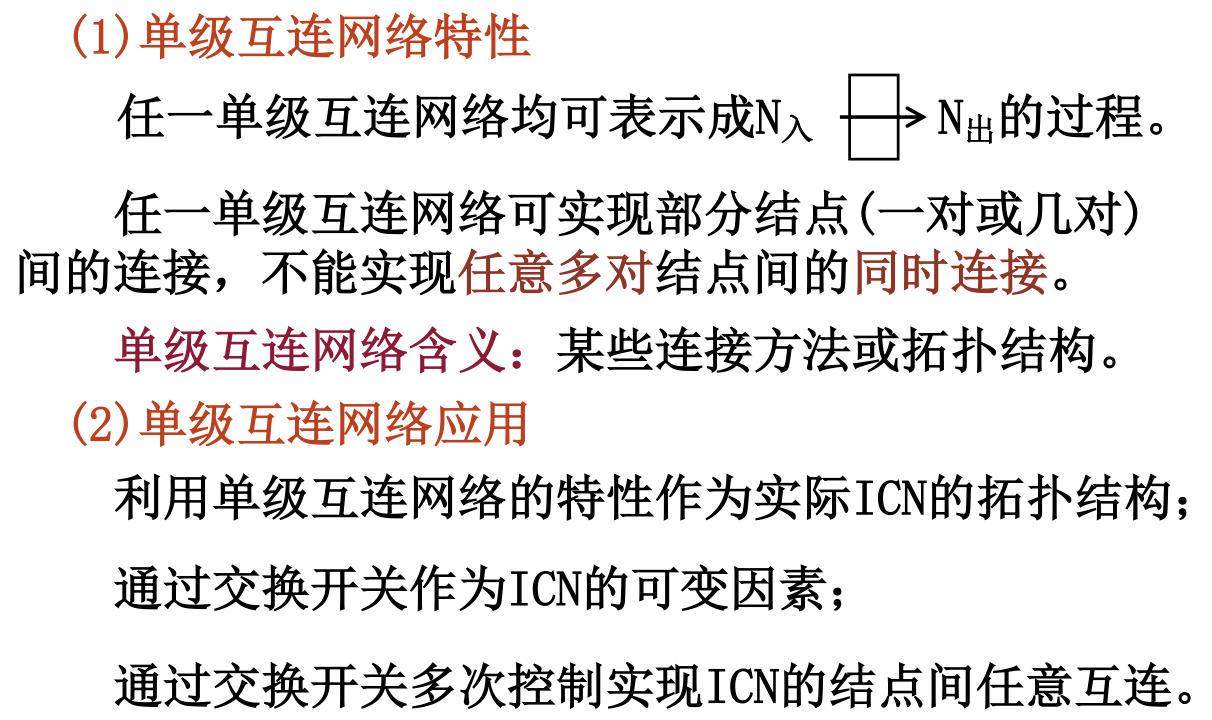 (1)单级互连网络特性
任一单级互连网络均可表示成N入 N出的过程。
任一单级互连网络可实现部分结点(一对或几对)
间的连接，不能实现任意多对结点间的同时连接。
单级互连网络含义：某些连接方法或拓扑结构。
(2)单级互连网络应用
利用单级互连网络的特性作为实际ICN的拓扑结构；
通过交换开关作为ICN的可变因素；
通过交换开关多次控制实现ICN的结点间任意互连。